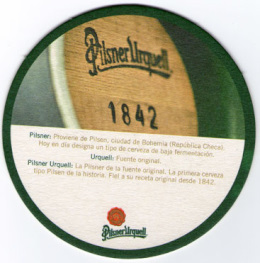 Pilsner Urquell
1842
Pilsner: Proviene de Pilsen, ciudad de Bohemia (República Checa).
Hoy en día designa un tipo de cerveza de baja fermentación.
Urquell: Fuente original.
Pilsner Urquell: La Pilsner de la fuente original. La primera cerveza
tipo Pilsen de la historia. Fiel a su receta original desde 1842.
Pilsner Urquell